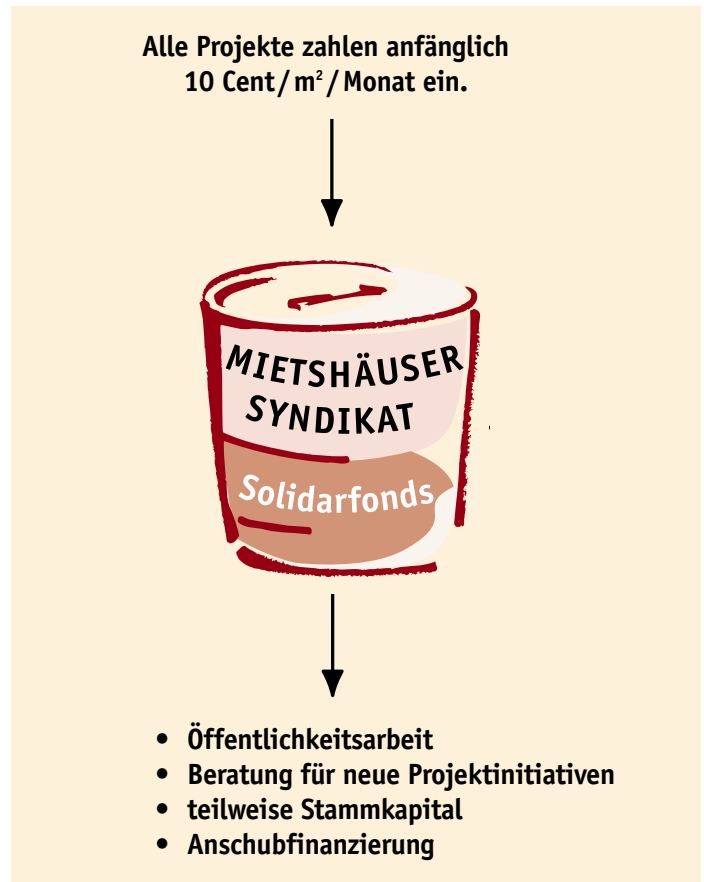 Alle Projekte zahlen anfänglich
10 Cent/m²/Monat ein.
MIETSHÄUSER
SYNDIKAT
Solidarfonds
• Öffentlichkeitsarbeit
• Beratung für neue Projektinitiativen
• teilweise Stammkapital
• Anschubfinanzierung